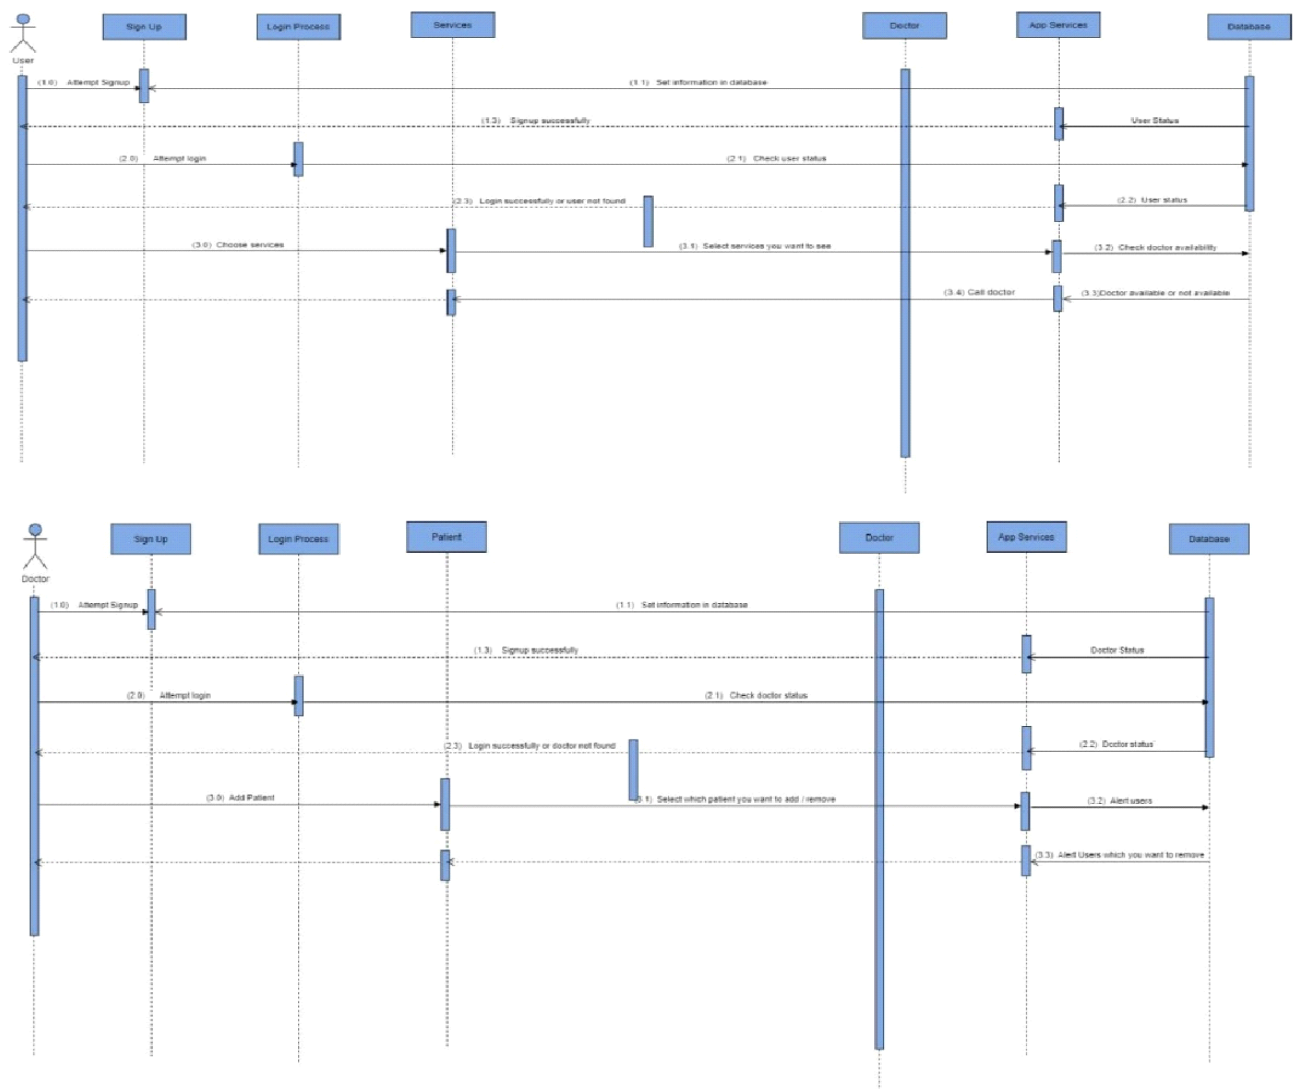 Sign Up
Login Process
Services
Doctor
App Services
Database
User
(1.0) Attempt Signup
(1.1) Set information in database
(1.3) Signup successfully
User Status
(2.0) Attempt login
(2.1) Check user status
(2.3) Login successfully or user not found
(2.2) User status
(3.0) Choose services
(3.1) Select services you want to see
(3.2) Check doctor availability
(3.4) Call doctor
(3.3)Doctor available or not available
Sign Up
Login Process
Patient
Doctor
App Services
Database
Doctor
(1.0) Attempt Signup
(1.1) Set information in database
(1.3) Signup successfully
Doctor Status
(2.0) Attempt login
(2.1) Check doctor status
(2.3) Login successfully or doctor not found
(2.2) Doctor status
(3.0) Add Patient
(3.1) Select which patient you want to add / remove
(3.2) Alert users
(3.3) Alert Users which you want to remove